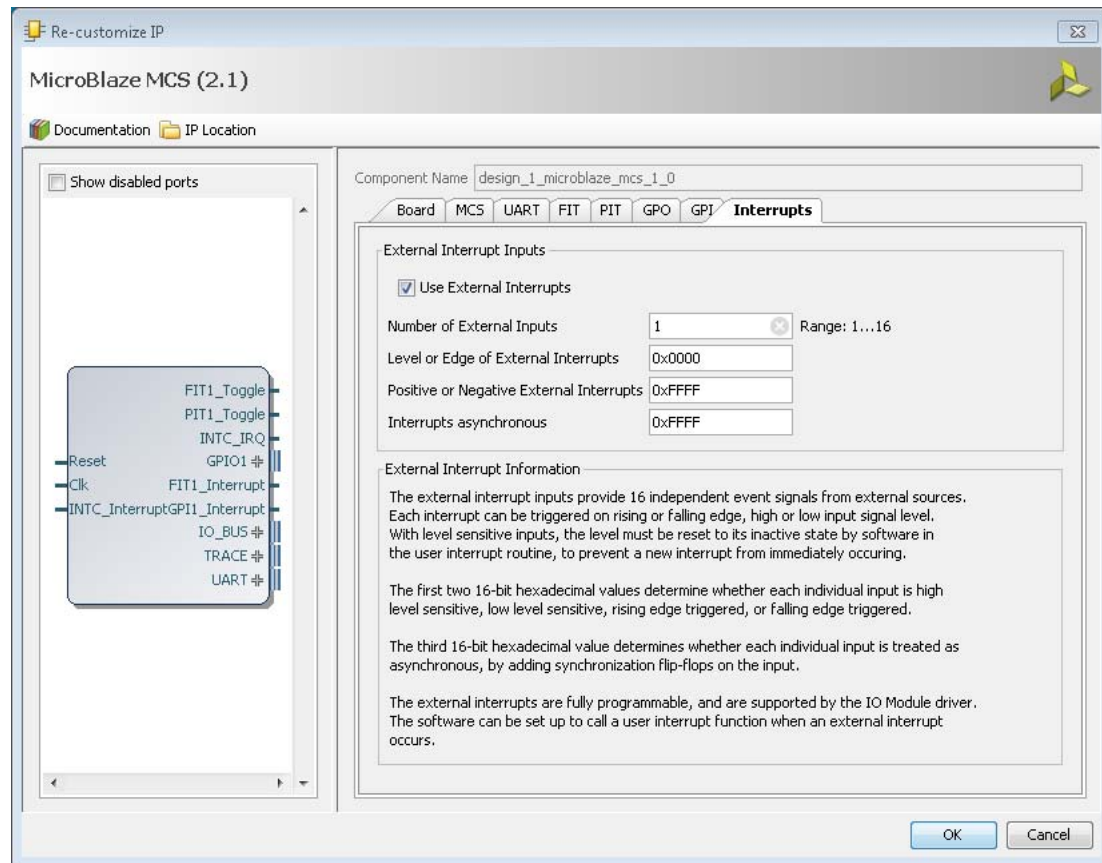 Re-customize IP
MicroBlaze MCS (2.1)
Documentation IP Location
Show disabled ports
FIT1_Toggle
PIT1_Toggle
INTC_IRQ
Reset GPIO1
Clk FIT1_Interrupt
INTC_InterruptGPI1_Interrupt
IO_BUS
TRACE
UART
Component Name design_1_microblaze_mcs_1_0
Board MCS UART FIT PIT GPO GPI Interrupts
External Interrupt Inputs
Use External Interrupts
Number of External Inputs 1 Range: 1...16
Level or Edge of External Interrupts 0x0000
Positive or Negative External Interrupts 0xFFFF
Interrupts asynchronous 0xFFFF
External Interrupt Information
The external interrupt inputs provide 16 independent event signals from external sources.
Each interrupt can be triggered on rising or falling edge, high or low input signal level.
With level sensitive inputs, the level must be reset to its inactive state by software in
the user interrupt routine, to prevent a new interrupt from immediately occuring.
The first two 16-bit hexadecimal values determine whether each individual input is high
level sensitive, low level sensitive, rising edge triggered, or falling edge triggered.
The third 16-bit hexadecimal value determines whether each individual input is treated as
asynchronous, by adding synchronization flip-flops on the input.
The external interrupts are fully programmable, and are supported by the IO Module driver.
The software can be set up to call a user interrupt function when an external interrupt
occurs.
OK Cancel